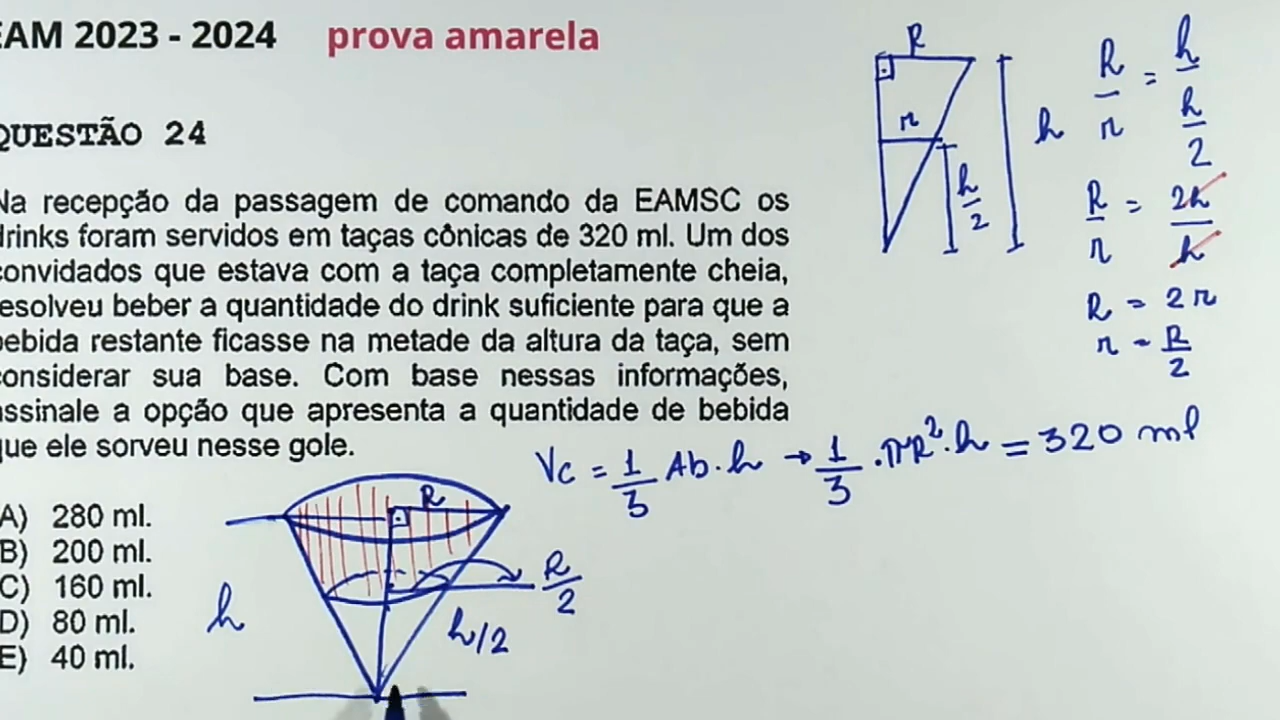 EAM 2023 - 2024 prova amarela
QUESTÃO 24
Na recepção da passagem de comando da EAMSC os
drinks foram servidos em taças cônicas de 320 ml. Um dos
convidados que estava com a taça completamente cheia,
resolveu beber a quantidade do drink suficiente para que a
bebida restante ficasse na metade da altura da taça, sem
considerar sua base. Com base nessas informações,
assinale a opção que apresenta a quantidade de bebida
que ele sorveu nesse gole.
A) 280 ml.
B) 200 ml.
C) 160 ml.
D) 80 ml.
E) 40 ml.
R
r
h/2
h
R/r = h/(h/2)
R/r = 2h/h
R = 2r
r = R/2
Vc = 1/3 Ab·h → 1/3 ·πR²·h = 320 ml
R
R/2
h
h/2